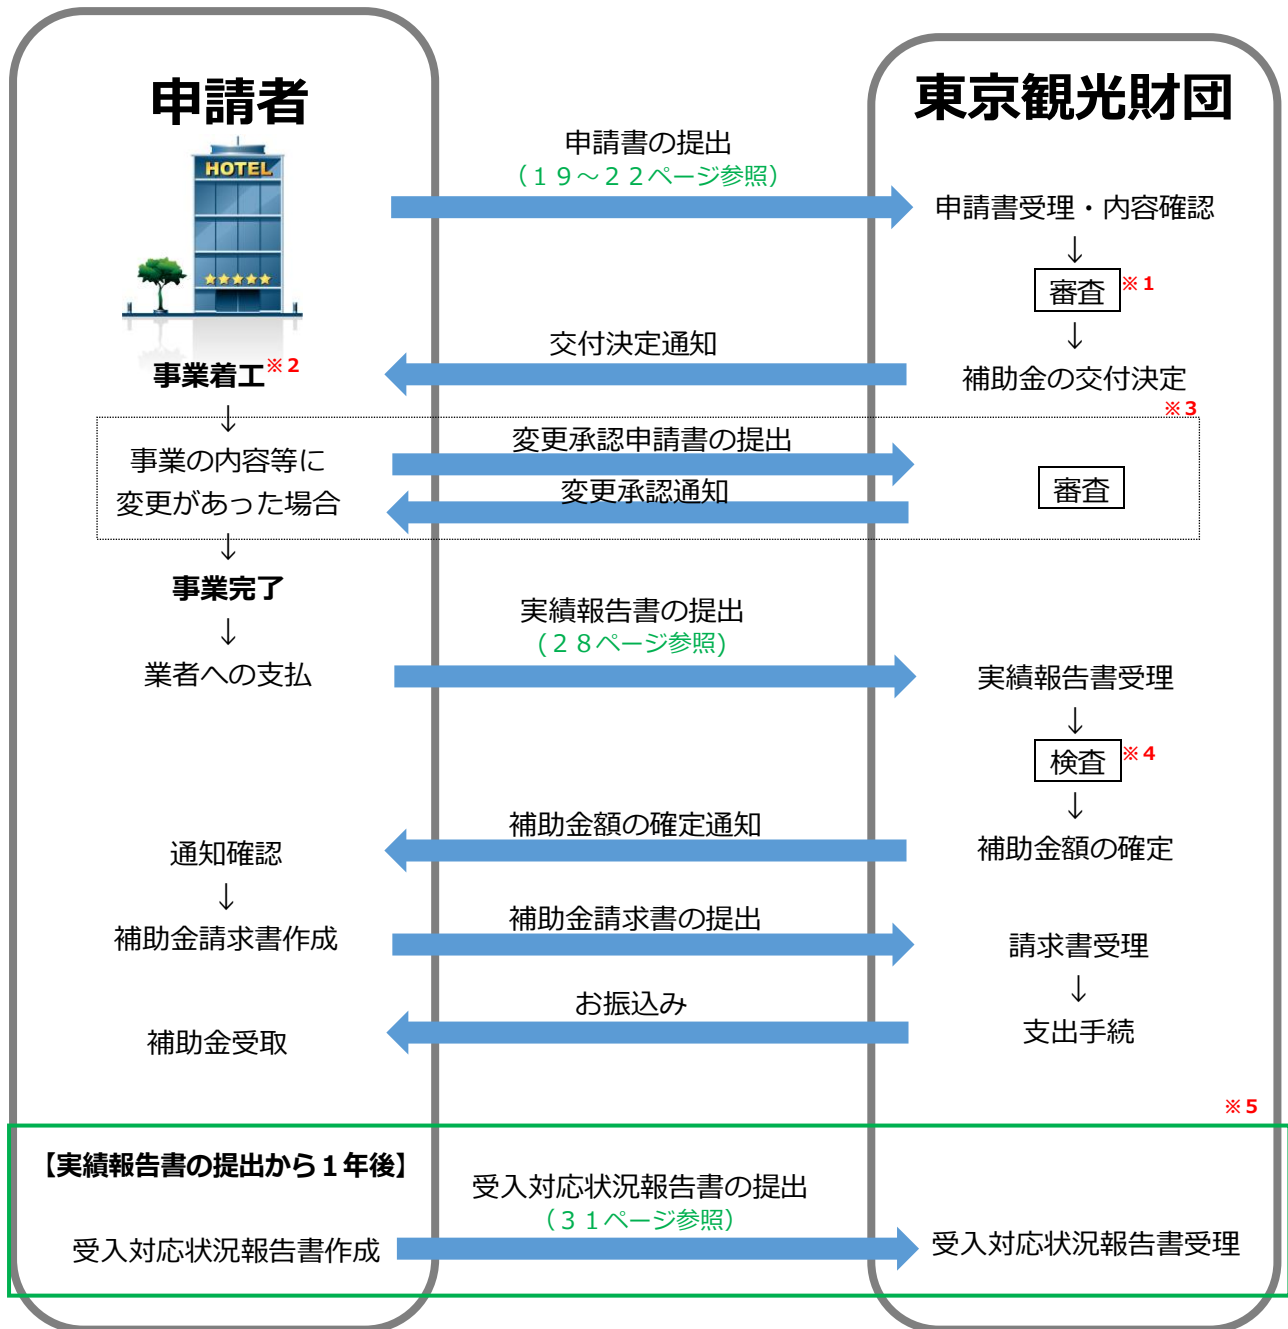 申請者
東京観光財団
HOTEL
申請書の提出
（１９～２２ページ参照）
申請書受理・内容確認
↓
審査
※１
↓
交付決定通知
補助金の交付決定
事業着工※２
↓
※３
変更承認申請書の提出
事業の内容等に
変更があった場合
変更承認通知
審査
↓
事業完了
↓
業者への支払
実績報告書の提出
(２８ページ参照)
実績報告書受理
↓
検査
※４
↓
補助金額の確定通知
補助金額の確定
通知確認
↓
補助金請求書作成
補助金請求書の提出
請求書受理
↓
お振込み
支出手続
補助金受取
※５
【実績報告書の提出から１年後】
受入対応状況報告書の提出
（３１ページ参照）
受入対応状況報告書作成
受入対応状況報告書受理